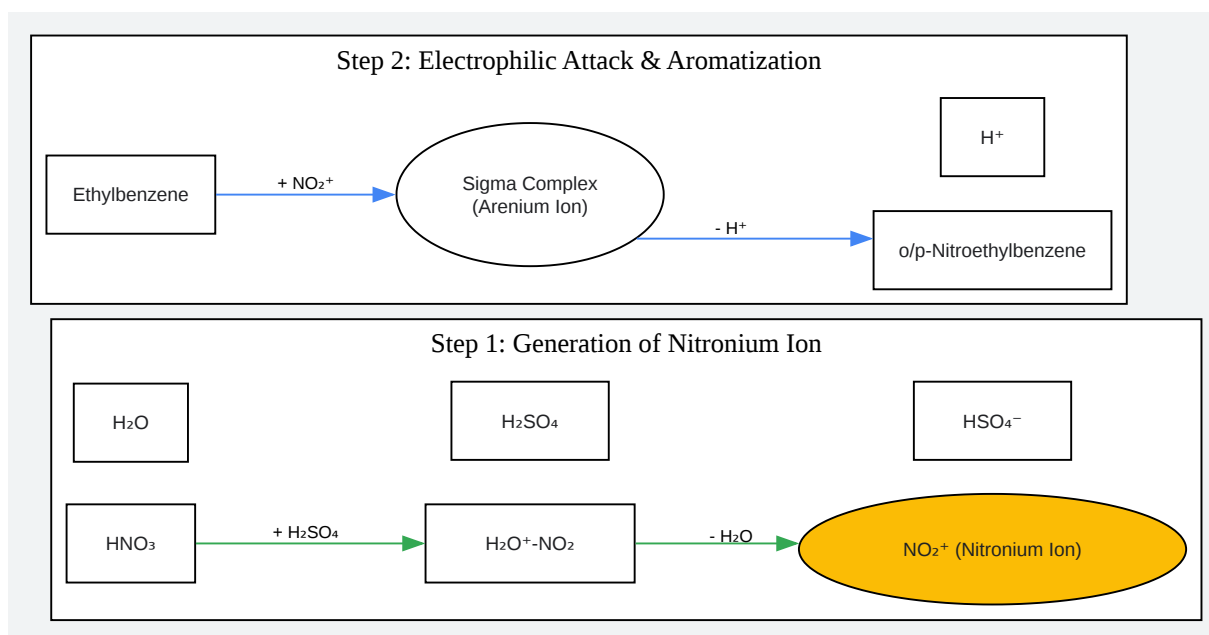 Step 2: Electrophilic Attack & Aromatization
H⁺
Ethylbenzene
+ NO₂⁺
Sigma Complex
(Arenium Ion)
- H⁺
o/p-Nitroethylbenzene
Step 1: Generation of Nitronium Ion
H₂O
H₂SO₄
HSO₄⁻
HNO₃
+ H₂SO₄
H₂O⁺-NO₂
- H₂O
NO₂⁺ (Nitronium Ion)